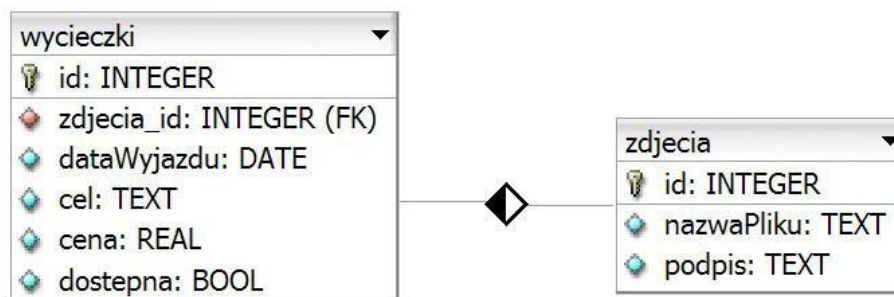 wycieczki
id: INTEGER
zdjecia_id: INTEGER (FK)
dataWyjazdu: DATE
cel: TEXT
cena: REAL
dostepna: BOOL
zdjecia
id: INTEGER
nazwaPliku: TEXT
podpis: TEXT